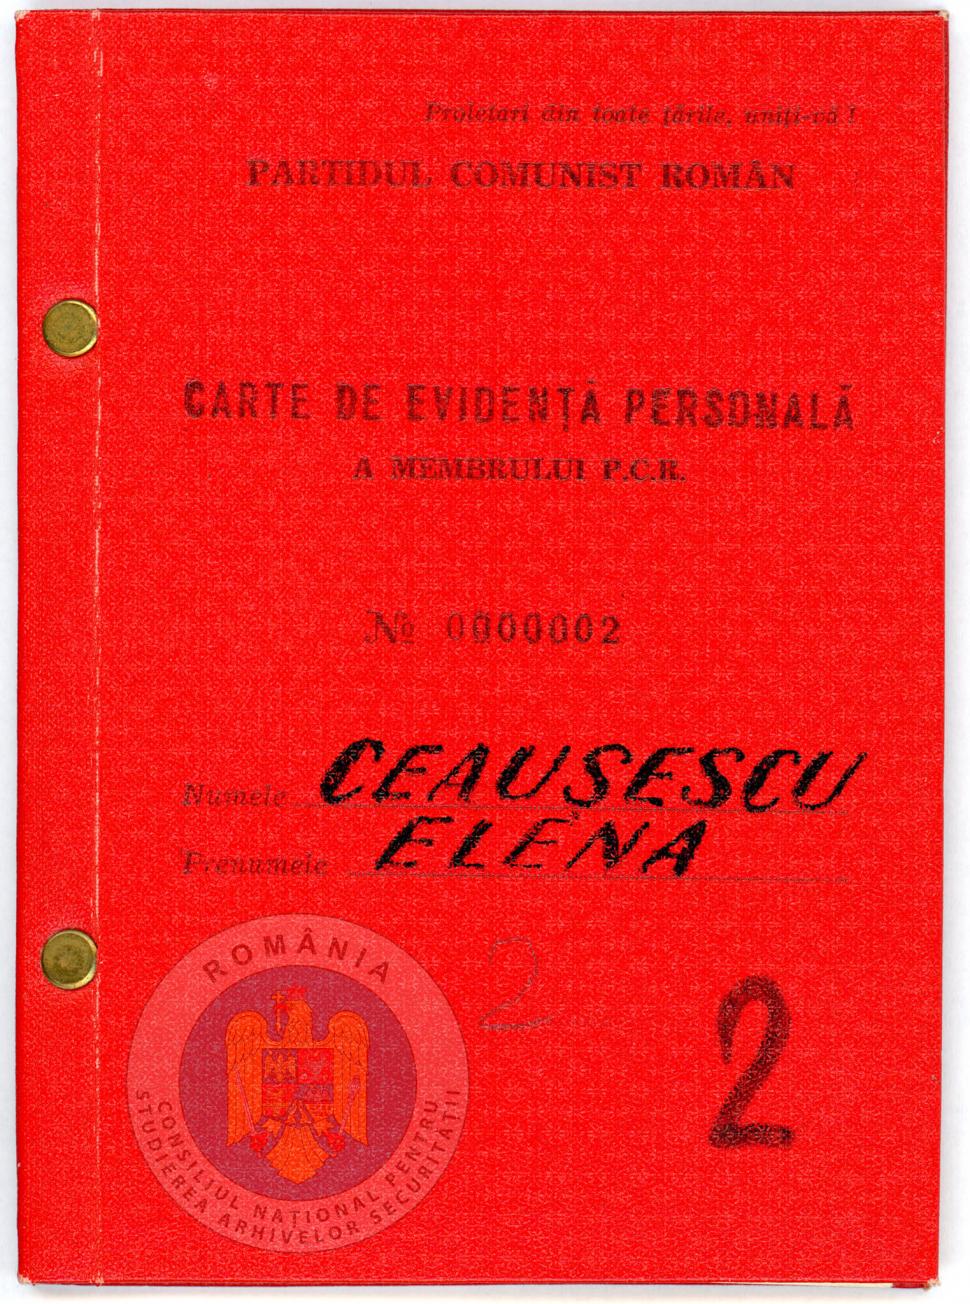 Proletari din toate țările, uniți-vă!
PARTIDUL COMUNIST ROMÂN
CARTE DE EVIDENȚĂ PERSONALĂ
A MEMBRULUI P.C.R.
№ 0000002
Numele CEAUSESCU
Prenumele ELENA
2
2
ROMÂNIA
CONSILIUL NAȚIONAL PENTRU
STUDIEREA ARHIVELOR SECURITĂȚII